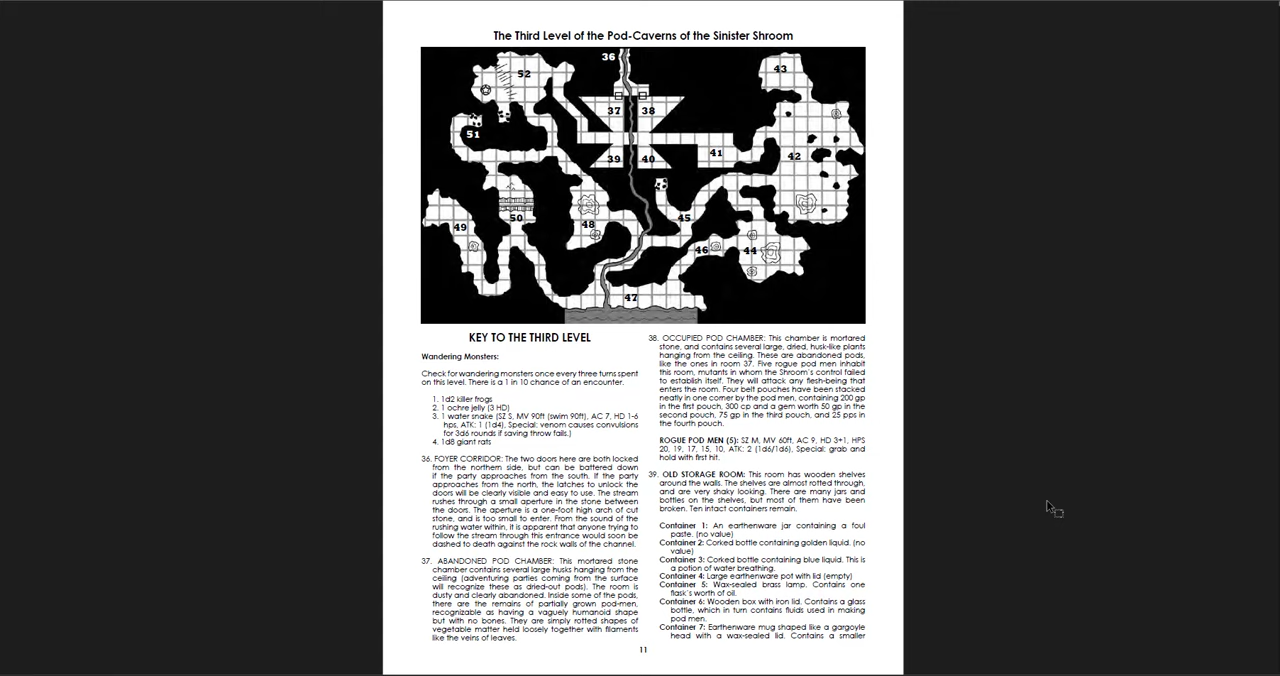 The Third Level of the Pod-Caverns of the Sinister Shroom
36
52
43
37
38
51
39
40
41
42
50
49
48
45
46
44
47
KEY TO THE THIRD LEVEL
Wandering Monsters:
Check for wandering monsters once every three turns spent
on this level. There is a 1 in 10 chance of an encounter.
1. 1d2 killer frogs
2. 1 ochre jelly (3 HD)
3. 1 water snake (SZ S, MV 90ft (swim 90ft), AC 7, HD 1-6
hps, ATK: 1 (1d4), Special: venom causes convulsions
for 3d6 rounds if saving throw fails.)
4. 1d8 giant rats
36. FOYER CORRIDOR: The two doors here are both locked
from the northern side, but can be battered down
if the party approaches from the south. If the party
approaches from the north, the latches to unlock the
doors will be clearly visible and easy to use. The stream
rushes through a small aperture in the stone between
the doors. The aperture is a one-foot high arch of cut
stone, and is too small to enter. From the sound of the
rushing water within, it is apparent that anyone trying to
follow the stream through this entrance would soon be
dashed to death against the rock walls of the channel.
37. ABANDONED POD CHAMBER: This mortared stone
chamber contains several large husks hanging from the
ceiling (adventuring parties coming from the surface
will recognize these as dried-out pods). The room is
dusty and clearly abandoned. Inside some of the pods,
there are the remains of partially grown pod-men,
recognizable as having a vaguely humanoid shape
but with no bones. They are simply rotted shapes of
vegetable matter held loosely together with filaments
like the veins of leaves.
38. OCCUPIED POD CHAMBER: This chamber is mortared
stone, and contains several large, dried, husk-like plants
hanging from the ceiling. These are abandoned pods,
like the ones in room 37. Five rogue pod men inhabit
this room, mutants in whom the Shroom's control failed
to establish itself. They will attack any flesh-being that
enters the room. Four belt pouches have been stacked
neatly in one corner by the pod men, containing 200 gp
in the first pouch, 300 cp and a gem worth 50 gp in the
second pouch, 75 gp in the third pouch, and 25 pps in
the fourth pouch.
ROGUE POD MEN (5): SZ M, MV 60ft, AC 9, HD 3+1, HPS
20, 19, 17, 15, 10, ATK: 2 (1d6/1d6), Special: grab and
hold with first hit.
39. OLD STORAGE ROOM: This room has wooden shelves
around the walls. The shelves are almost rotted through,
and are very shaky looking. There are many jars and
bottles on the shelves, but most of them have been
broken. Ten intact containers remain.
Container 1: An earthenware jar containing a foul
paste. (no value)
Container 2: Corked bottle containing golden liquid. (no
value)
Container 3: Corked bottle containing blue liquid. This is
a potion of water breathing.
Container 4: Large earthenware pot with lid (empty)
Container 5: Wax-sealed brass lamp. Contains one
flask's worth of oil.
Container 6: Wooden box with iron lid. Contains a glass
bottle, which in turn contains fluids used in making
pod men.
Container 7: Earthenware mug shaped like a gargoyle
head with a wax-sealed lid. Contains a smaller
11